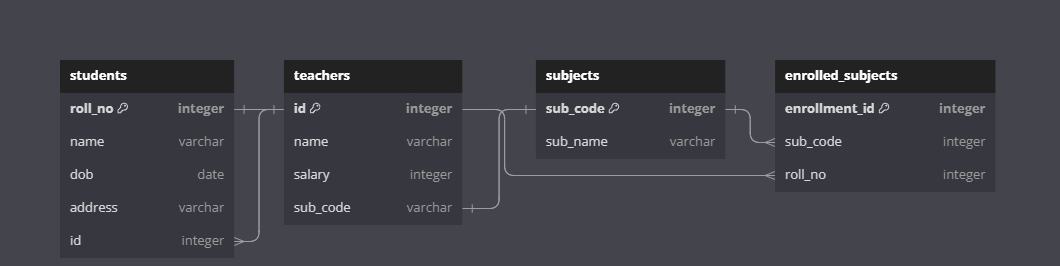 students
roll_no integer
name varchar
dob date
address varchar
id integer
teachers
id integer
name varchar
salary integer
sub_code varchar
subjects
sub_code integer
sub_name varchar
enrolled_subjects
enrollment_id integer
sub_code integer
roll_no integer